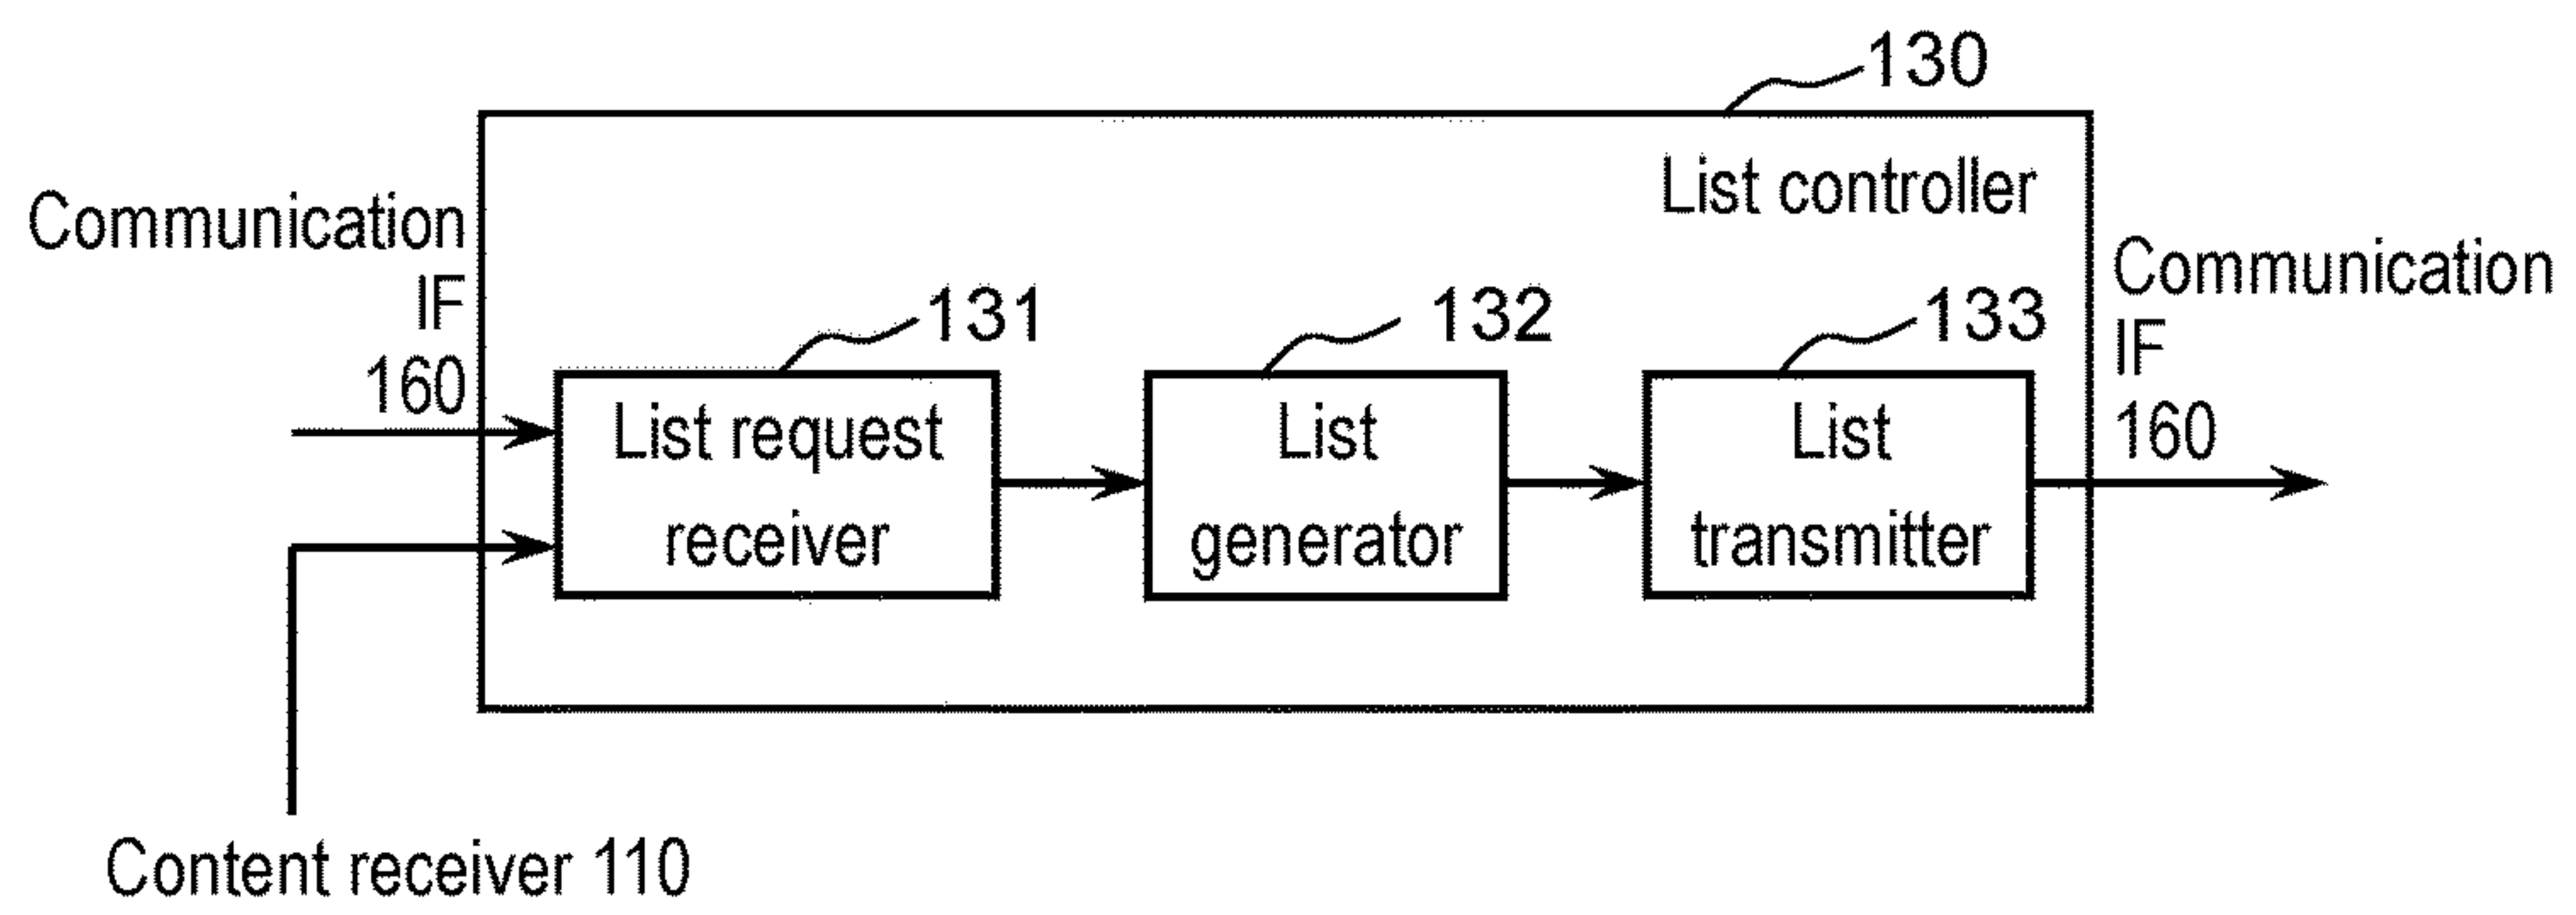 130
List controller
Communication
IF
160
Communication
IF
160
131
132
133
List request
receiver
List
generator
List
transmitter
Content receiver 110